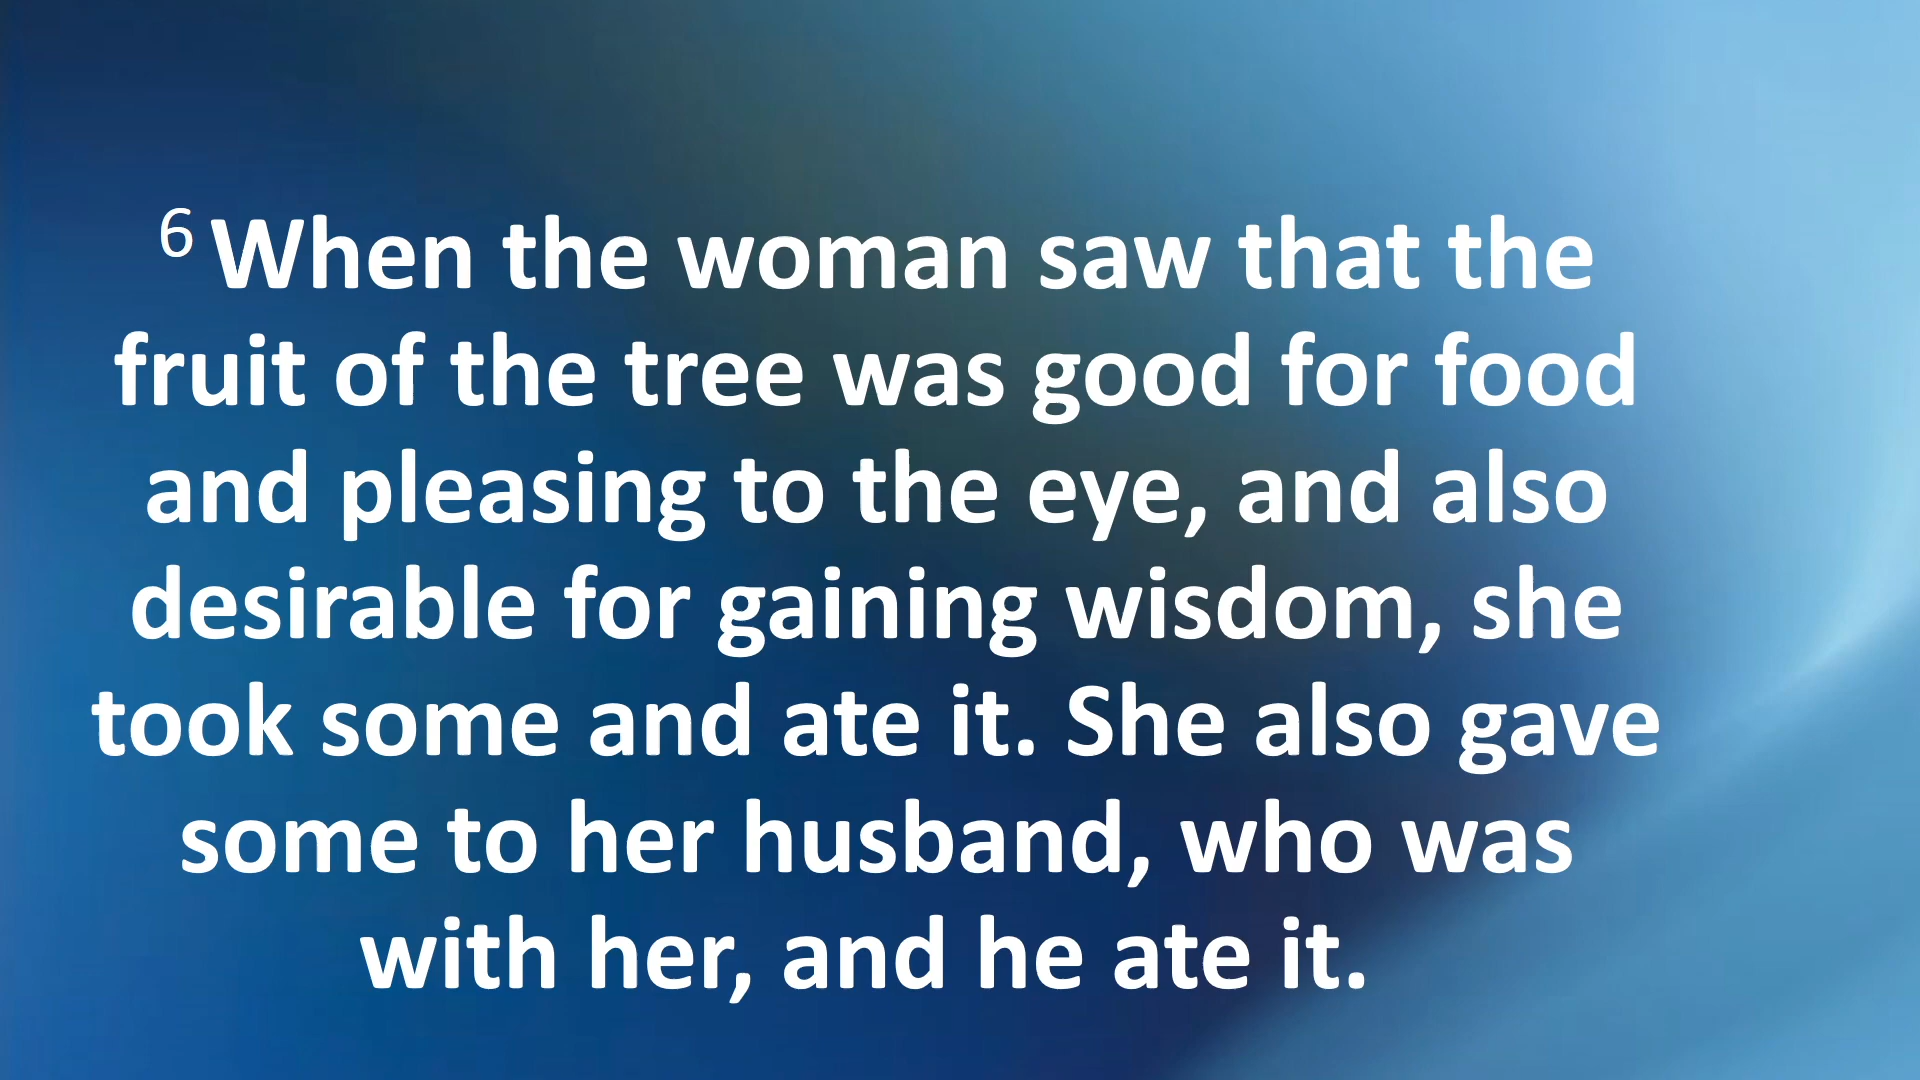 6 When the woman saw that the
fruit of the tree was good for food
and pleasing to the eye, and also
desirable for gaining wisdom, she
took some and ate it. She also gave
some to her husband, who was
with her, and he ate it.